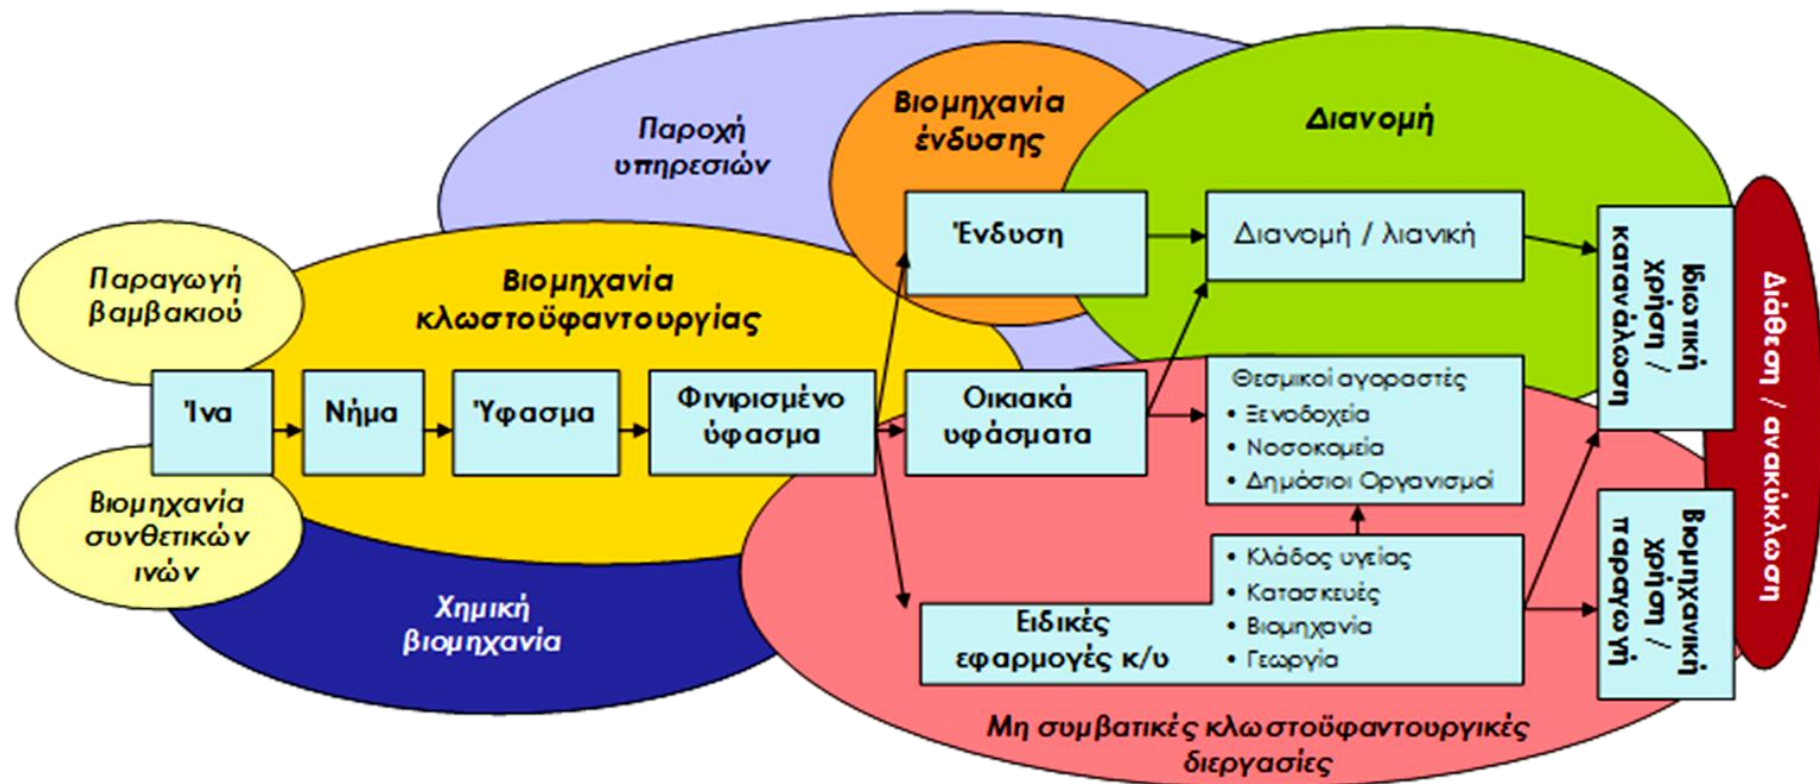 Παροχή
υπηρεσιών
Βιομηχανία
ένδυσης
Διανομή
Παραγωγή
βαμβακιού
Βιομηχανία
κλωστοϋφαντουργίας
Ένδυση
Διανομή / λιανική
Ιδιωτική
χρήση /
κατανάλωση
Διάθεση / ανακύκλωση
Ίνα
Νήμα
Ύφασμα
Φινιρισμένο
ύφασμα
Οικιακά
υφάσματα
Θεσμικοί αγοραστές
• Ξενοδοχεία
• Νοσοκομεία
• Δημόσιοι Οργανισμοί
Βιομηχανία
συνθετικών
ινών
Χημική
βιομηχανία
Ειδικές
εφαρμογές κ/υ
• Κλάδος υγείας
• Κατασκευές
• Βιομηχανία
• Γεωργία
Βιομηχανική
χρήση /
παραγωγή
Μη συμβατικές κλωστοϋφαντουργικές
διεργασίες